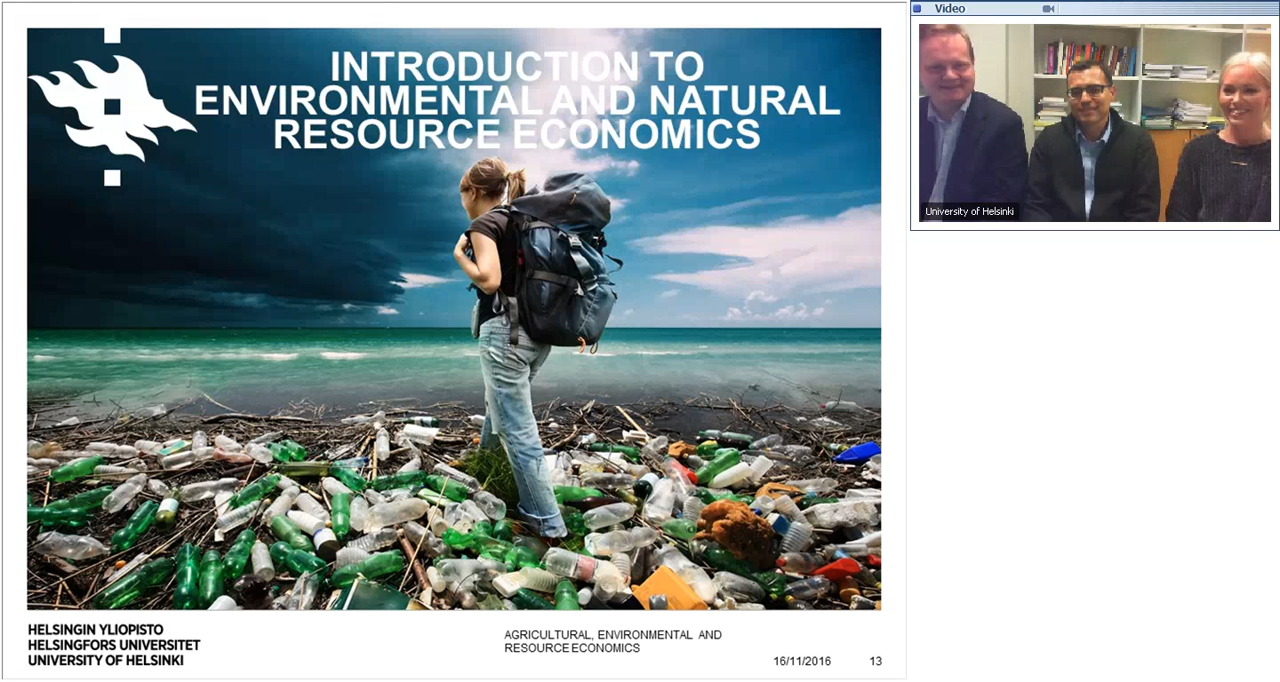 INTRODUCTION TO
ENVIRONMENTAL AND NATURAL
RESOURCE ECONOMICS
HELSINGIN YLIOPISTO
HELSINGFORS UNIVERSITET
UNIVERSITY OF HELSINKI
AGRICULTURAL, ENVIRONMENTAL AND
RESOURCE ECONOMICS
16/11/2016 13
Video
University of Helsinki